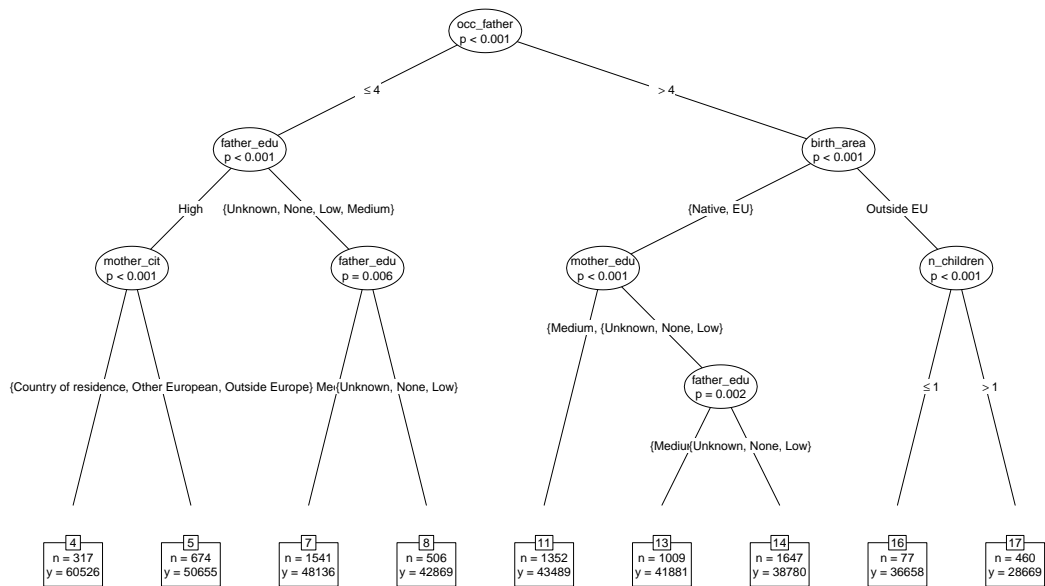 occ_father
p < 0.001
≤ 4
> 4
father_edu
p < 0.001
birth_area
p < 0.001
High
{Unknown, None, Low, Medium}
{Native, EU}
Outside EU
mother_cit
p < 0.001
father_edu
p = 0.006
mother_edu
p < 0.001
n_children
p < 0.001
{Medium, {Unknown, None, Low}
{Country of residence, Other European, Outside Europe}
{Unknown, None, Low}
father_edu
p = 0.002
≤ 1
> 1
{Unknown, None, Low}
4
n = 317
y = 60526
5
n = 674
y = 50655
7
n = 1541
y = 48136
8
n = 506
y = 42869
11
n = 1352
y = 43489
13
n = 1009
y = 41881
14
n = 1647
y = 38780
16
n = 77
y = 36658
17
n = 460
y = 28669